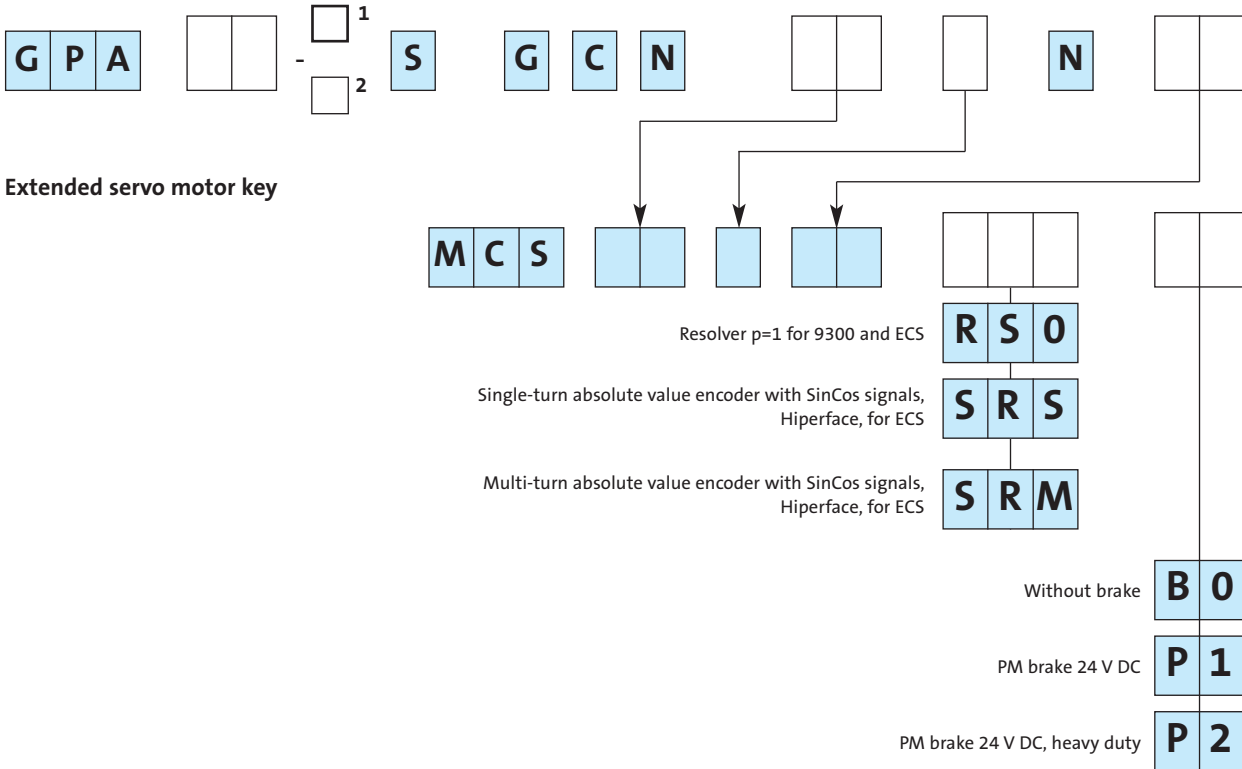 1
G P A - S G C N N
2
Extended servo motor key
M C S
Resolver p=1 for 9300 and ECS R S 0
Single-turn absolute value encoder with SinCos signals,
Hiperface, for ECS S R S
Multi-turn absolute value encoder with SinCos signals,
Hiperface, for ECS S R M
Without brake B 0
PM brake 24 V DC P 1
PM brake 24 V DC, heavy duty P 2